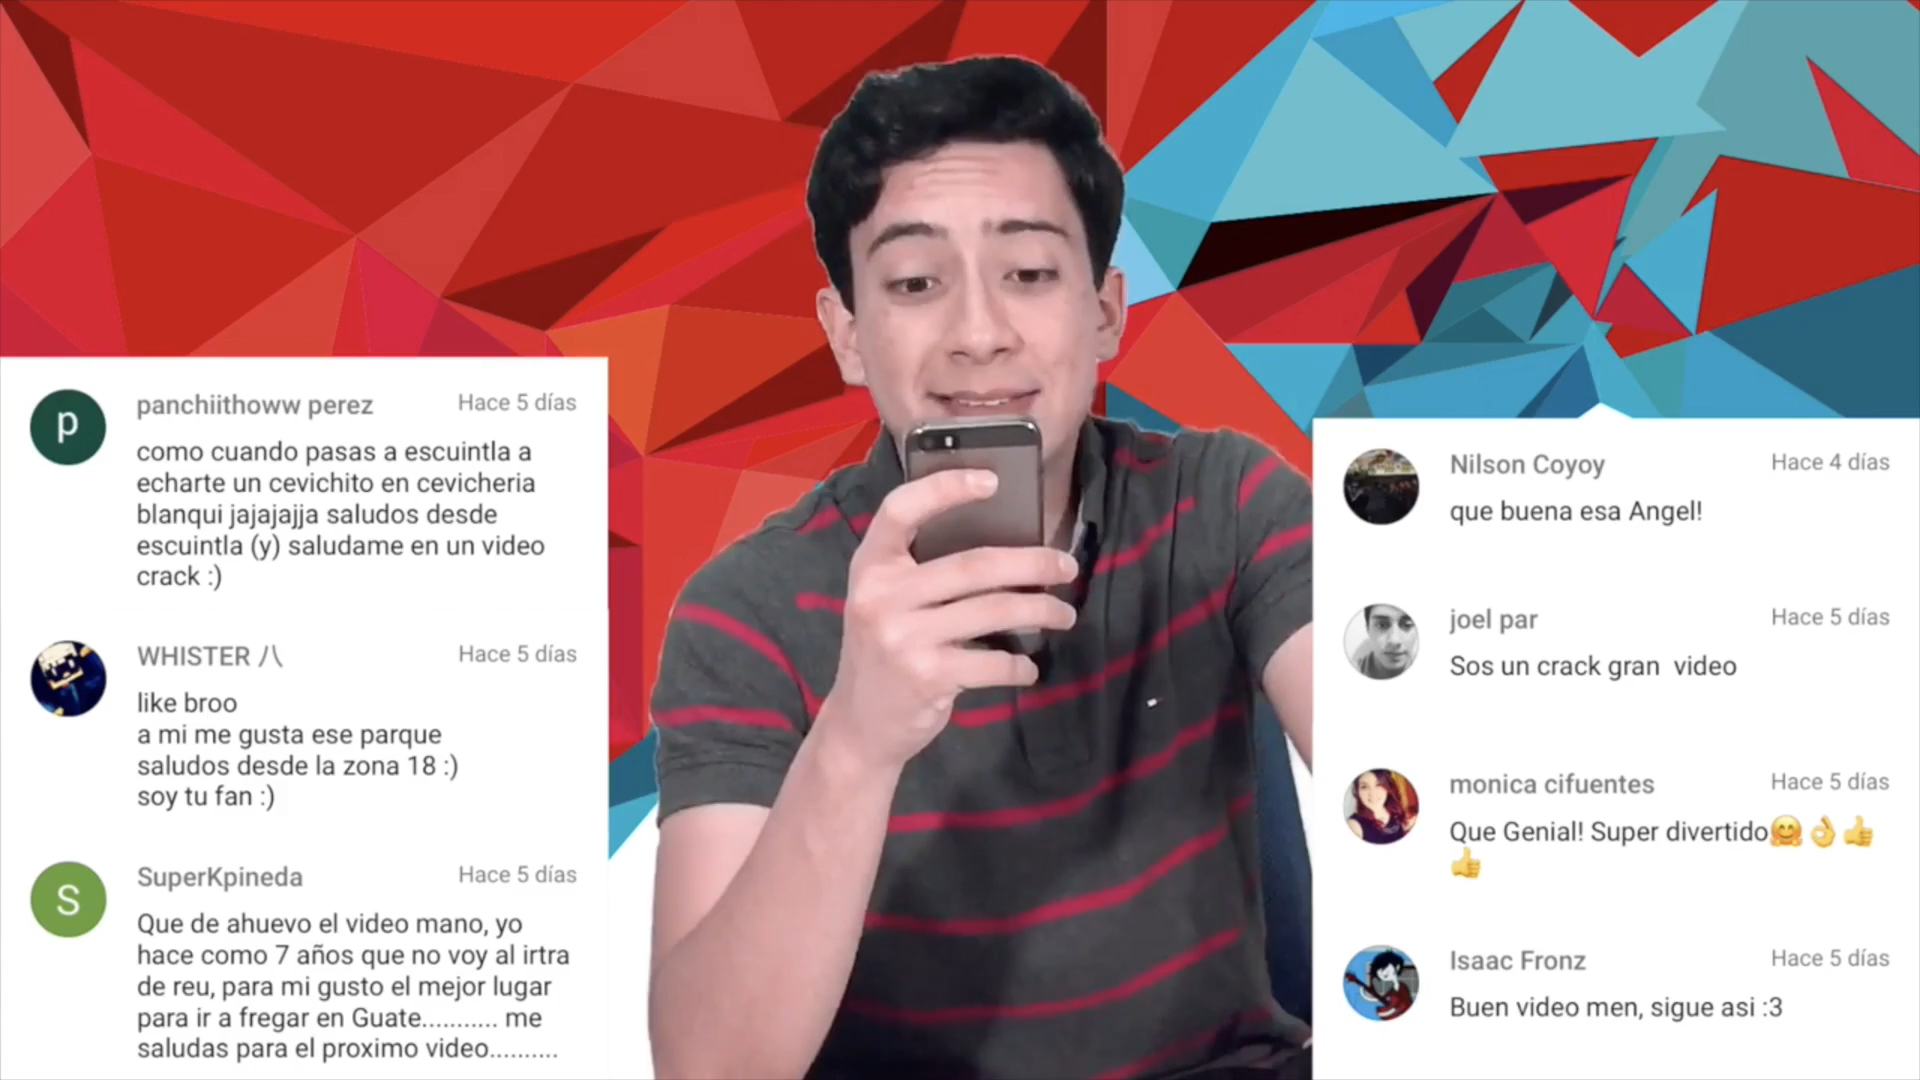 p
panchiithoww perez
Hace 5 días
como cuando pasas a escuintla a
echarte un cevichito en cevicheria
blanqui jajajajja saludos desde
escuintla (y) saludame en un video
crack :)
WHISTER 八
Hace 5 días
like broo
a mi me gusta ese parque
saludos desde la zona 18 :)
soy tu fan :)
S
SuperKpineda
Hace 5 días
Que de ahuevo el video mano, yo
hace como 7 años que no voy al irtra
de reu, para mi gusto el mejor lugar
para ir a fregar en Guate........... me
saludas para el proximo video..........
Nilson Coyoy
Hace 4 días
que buena esa Angel!
joel par
Hace 5 días
Sos un crack gran  video
monica cifuentes
Hace 5 días
Que Genial! Super divertido🤗👌👍
👍
Isaac Fronz
Hace 5 días
Buen video men, sigue asi :3